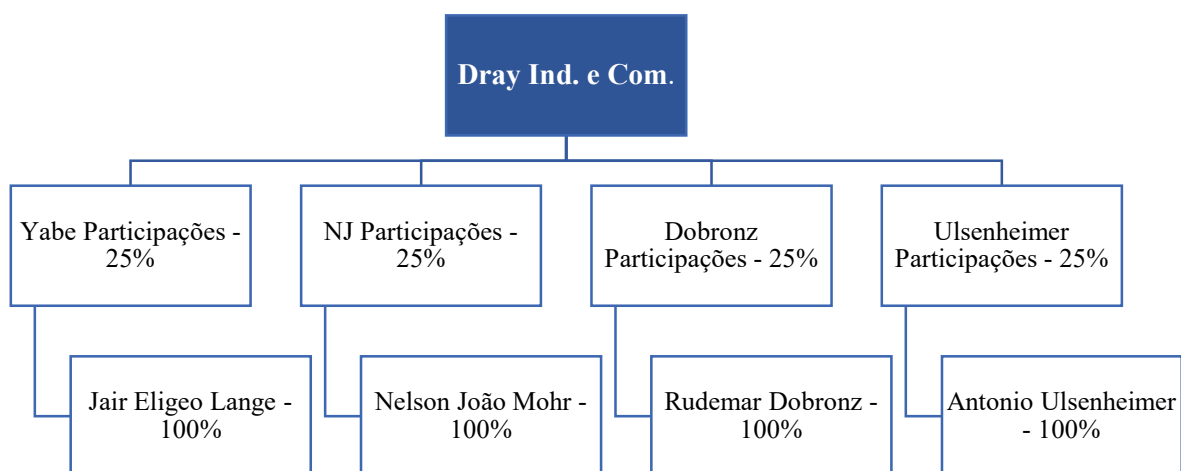 Dray Ind. e Com.
Yabe Participações -
25%
NJ Participações -
25%
Dobronz
Participações - 25%
Ulsenheimer
Participações - 25%
Jair Eligeo Lange -
100%
Nelson João Mohr -
100%
Rudemar Dobronz -
100%
Antonio Ulsenheimer
- 100%